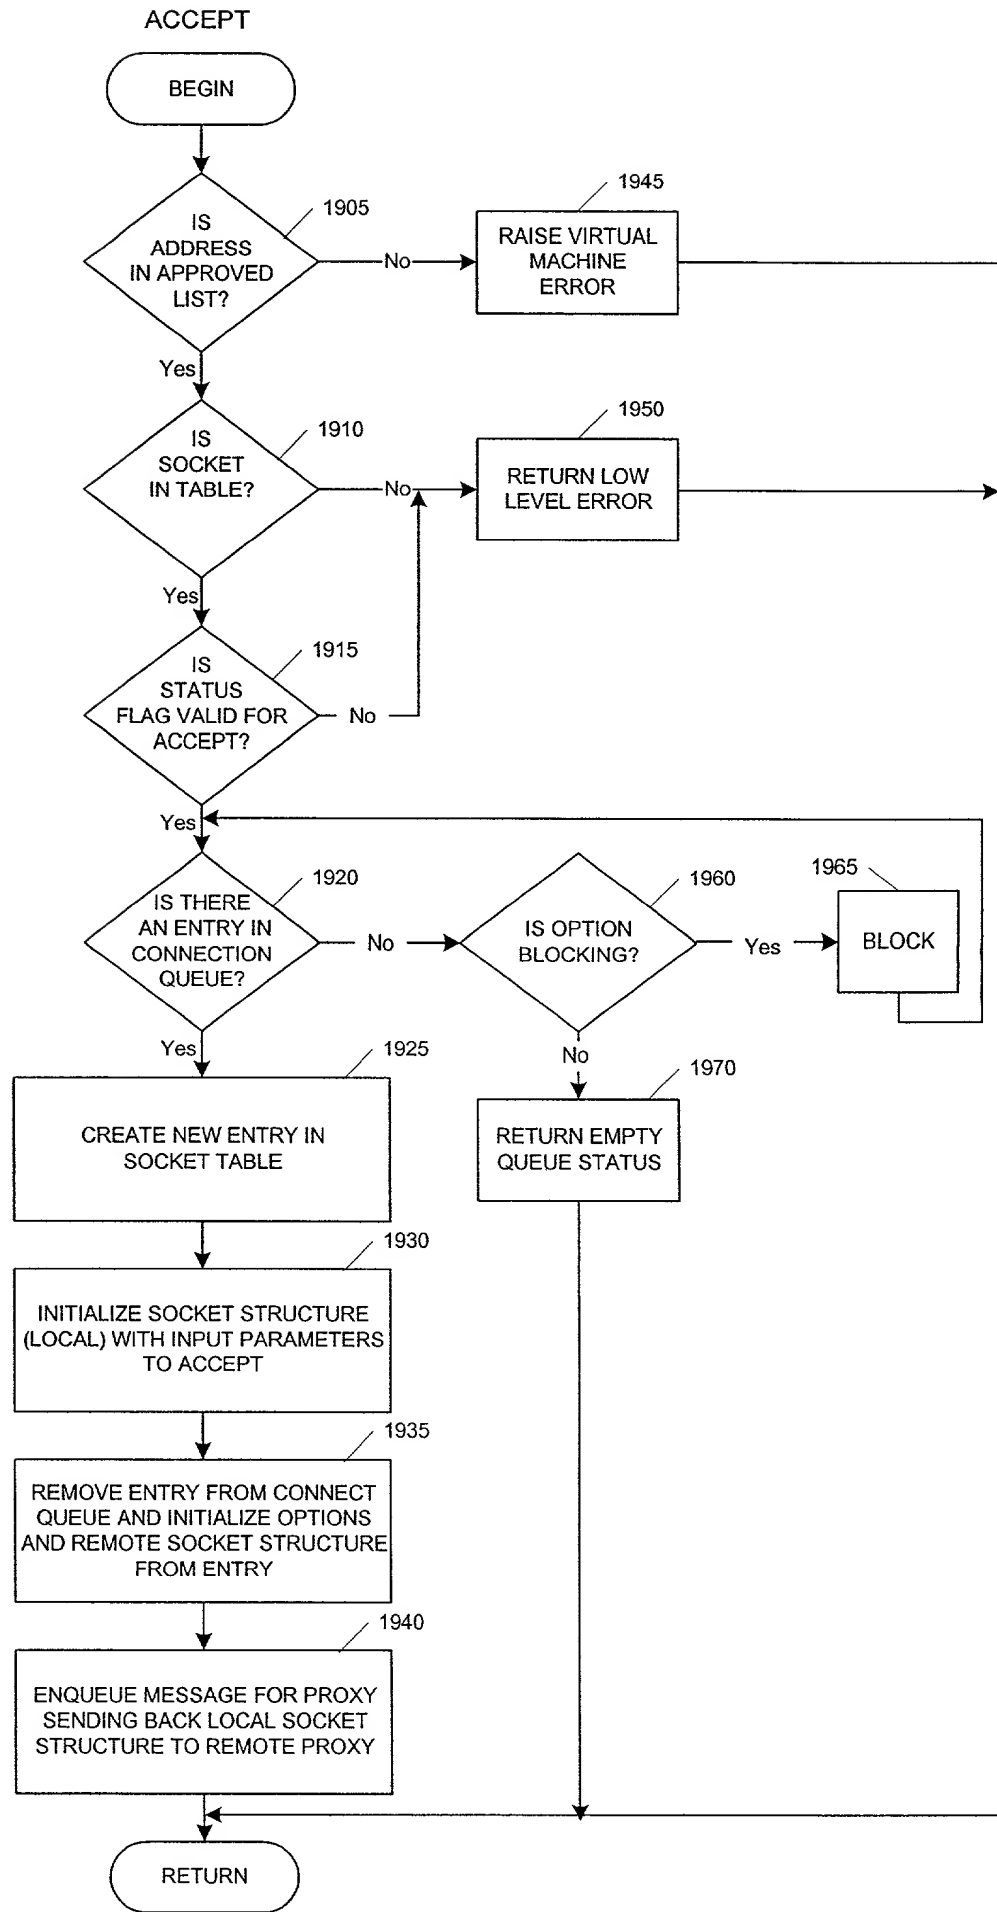 ACCEPT
BEGIN
1905
IS
ADDRESS
IN APPROVED
LIST?
No
1945
RAISE VIRTUAL
MACHINE
ERROR
Yes
1910
IS
SOCKET
IN TABLE?
No
1950
RETURN LOW
LEVEL ERROR
Yes
1915
IS
STATUS
FLAG VALID FOR
ACCEPT?
No
Yes
1920
IS THERE
AN ENTRY IN
CONNECTION
QUEUE?
No
1960
IS OPTION
BLOCKING?
Yes
1965
BLOCK
Yes
No
1925
CREATE NEW ENTRY IN
SOCKET TABLE
1970
RETURN EMPTY
QUEUE STATUS
1930
INITIALIZE SOCKET STRUCTURE
(LOCAL) WITH INPUT PARAMETERS
TO ACCEPT
1935
REMOVE ENTRY FROM CONNECT
QUEUE AND INITIALIZE OPTIONS
AND REMOTE SOCKET STRUCTURE
FROM ENTRY
1940
ENQUEUE MESSAGE FOR PROXY
SENDING BACK LOCAL SOCKET
STRUCTURE TO REMOTE PROXY
RETURN